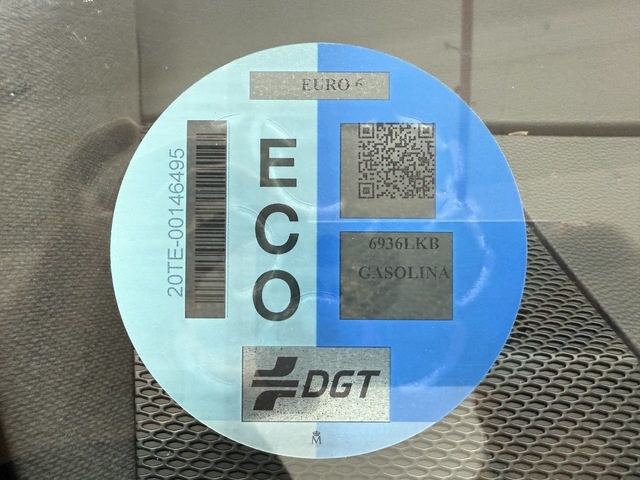 EURO 6
20TE-00146495
ECO
6936LKB
GASOLINA
DGT
M